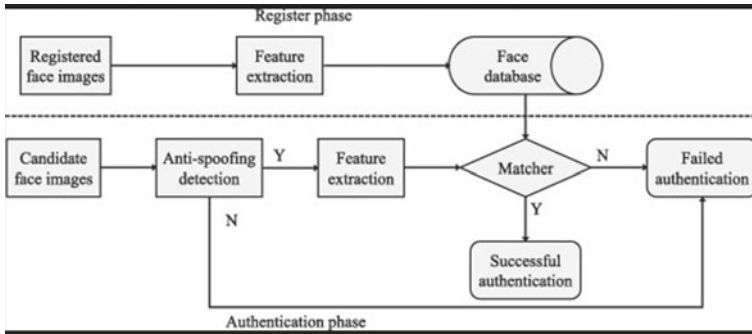 Register phase
Registered
face images
Feature
extraction
Face
database
Candidate
face images
Anti-spoofing
detection
Y
Feature
extraction
Matcher
N
Failed
authentication
N
Y
Successful
authentication
Authentication phase